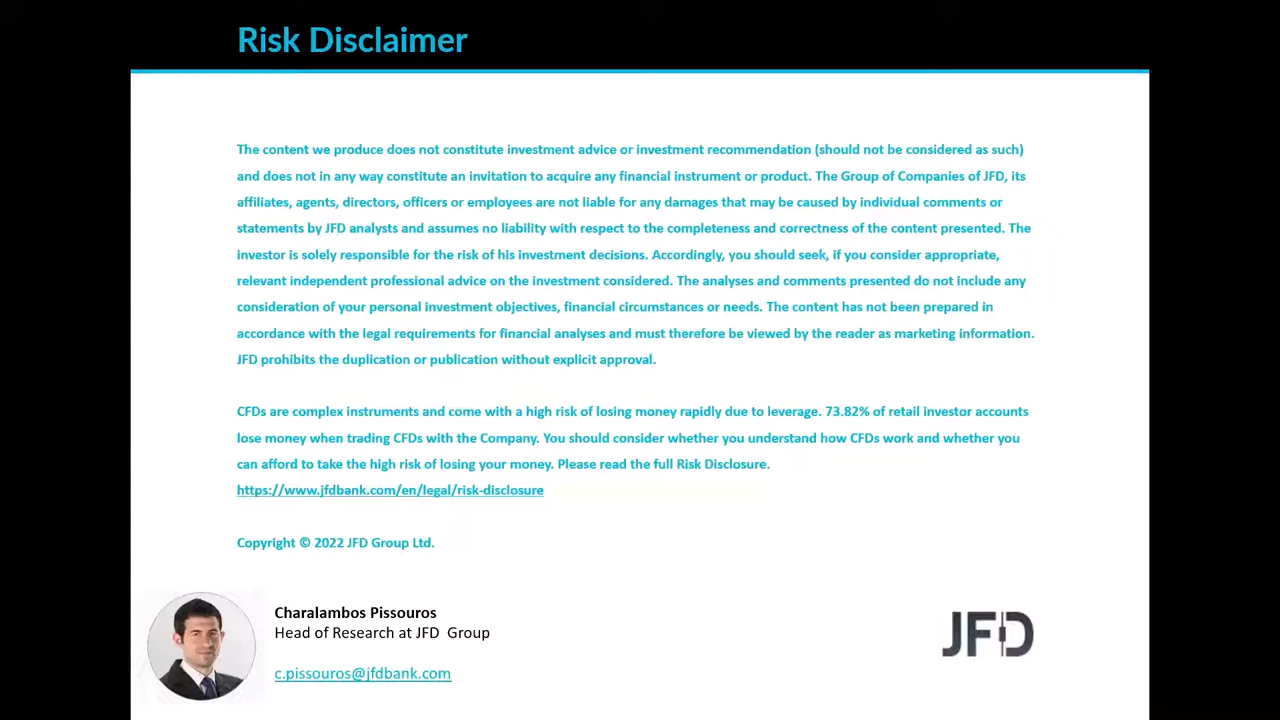 Risk Disclaimer
The content we produce does not constitute investment advice or investment recommendation (should not be considered as such)
and does not in any way constitute an invitation to acquire any financial instrument or product. The Group of Companies of JFD, its
affiliates, agents, directors, officers or employees are not liable for any damages that may be caused by individual comments or
statements by JFD analysts and assumes no liability with respect to the completeness and correctness of the content presented. The
investor is solely responsible for the risk of his investment decisions. Accordingly, you should seek, if you consider appropriate,
relevant independent professional advice on the investment considered. The analyses and comments presented do not include any
consideration of your personal investment objectives, financial circumstances or needs. The content has not been prepared in
accordance with the legal requirements for financial analyses and must therefore be viewed by the reader as marketing information.
JFD prohibits the duplication or publication without explicit approval.
CFDs are complex instruments and come with a high risk of losing money rapidly due to leverage. 73.82% of retail investor accounts
lose money when trading CFDs with the Company. You should consider whether you understand how CFDs work and whether you
can afford to take the high risk of losing your money. Please read the full Risk Disclosure.
https://www.jfdbank.com/en/legal/risk-disclosure
Copyright © 2022 JFD Group Ltd.
Charalambos Pissouros
Head of Research at JFD Group
c.pissouros@jfdbank.com
JFD